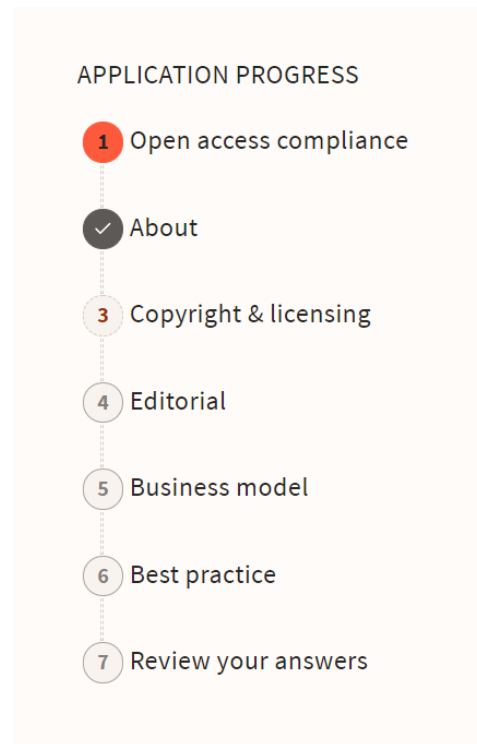 APPLICATION PROGRESS
1 Open access compliance
About
3 Copyright & licensing
4 Editorial
5 Business model
6 Best practice
7 Review your answers